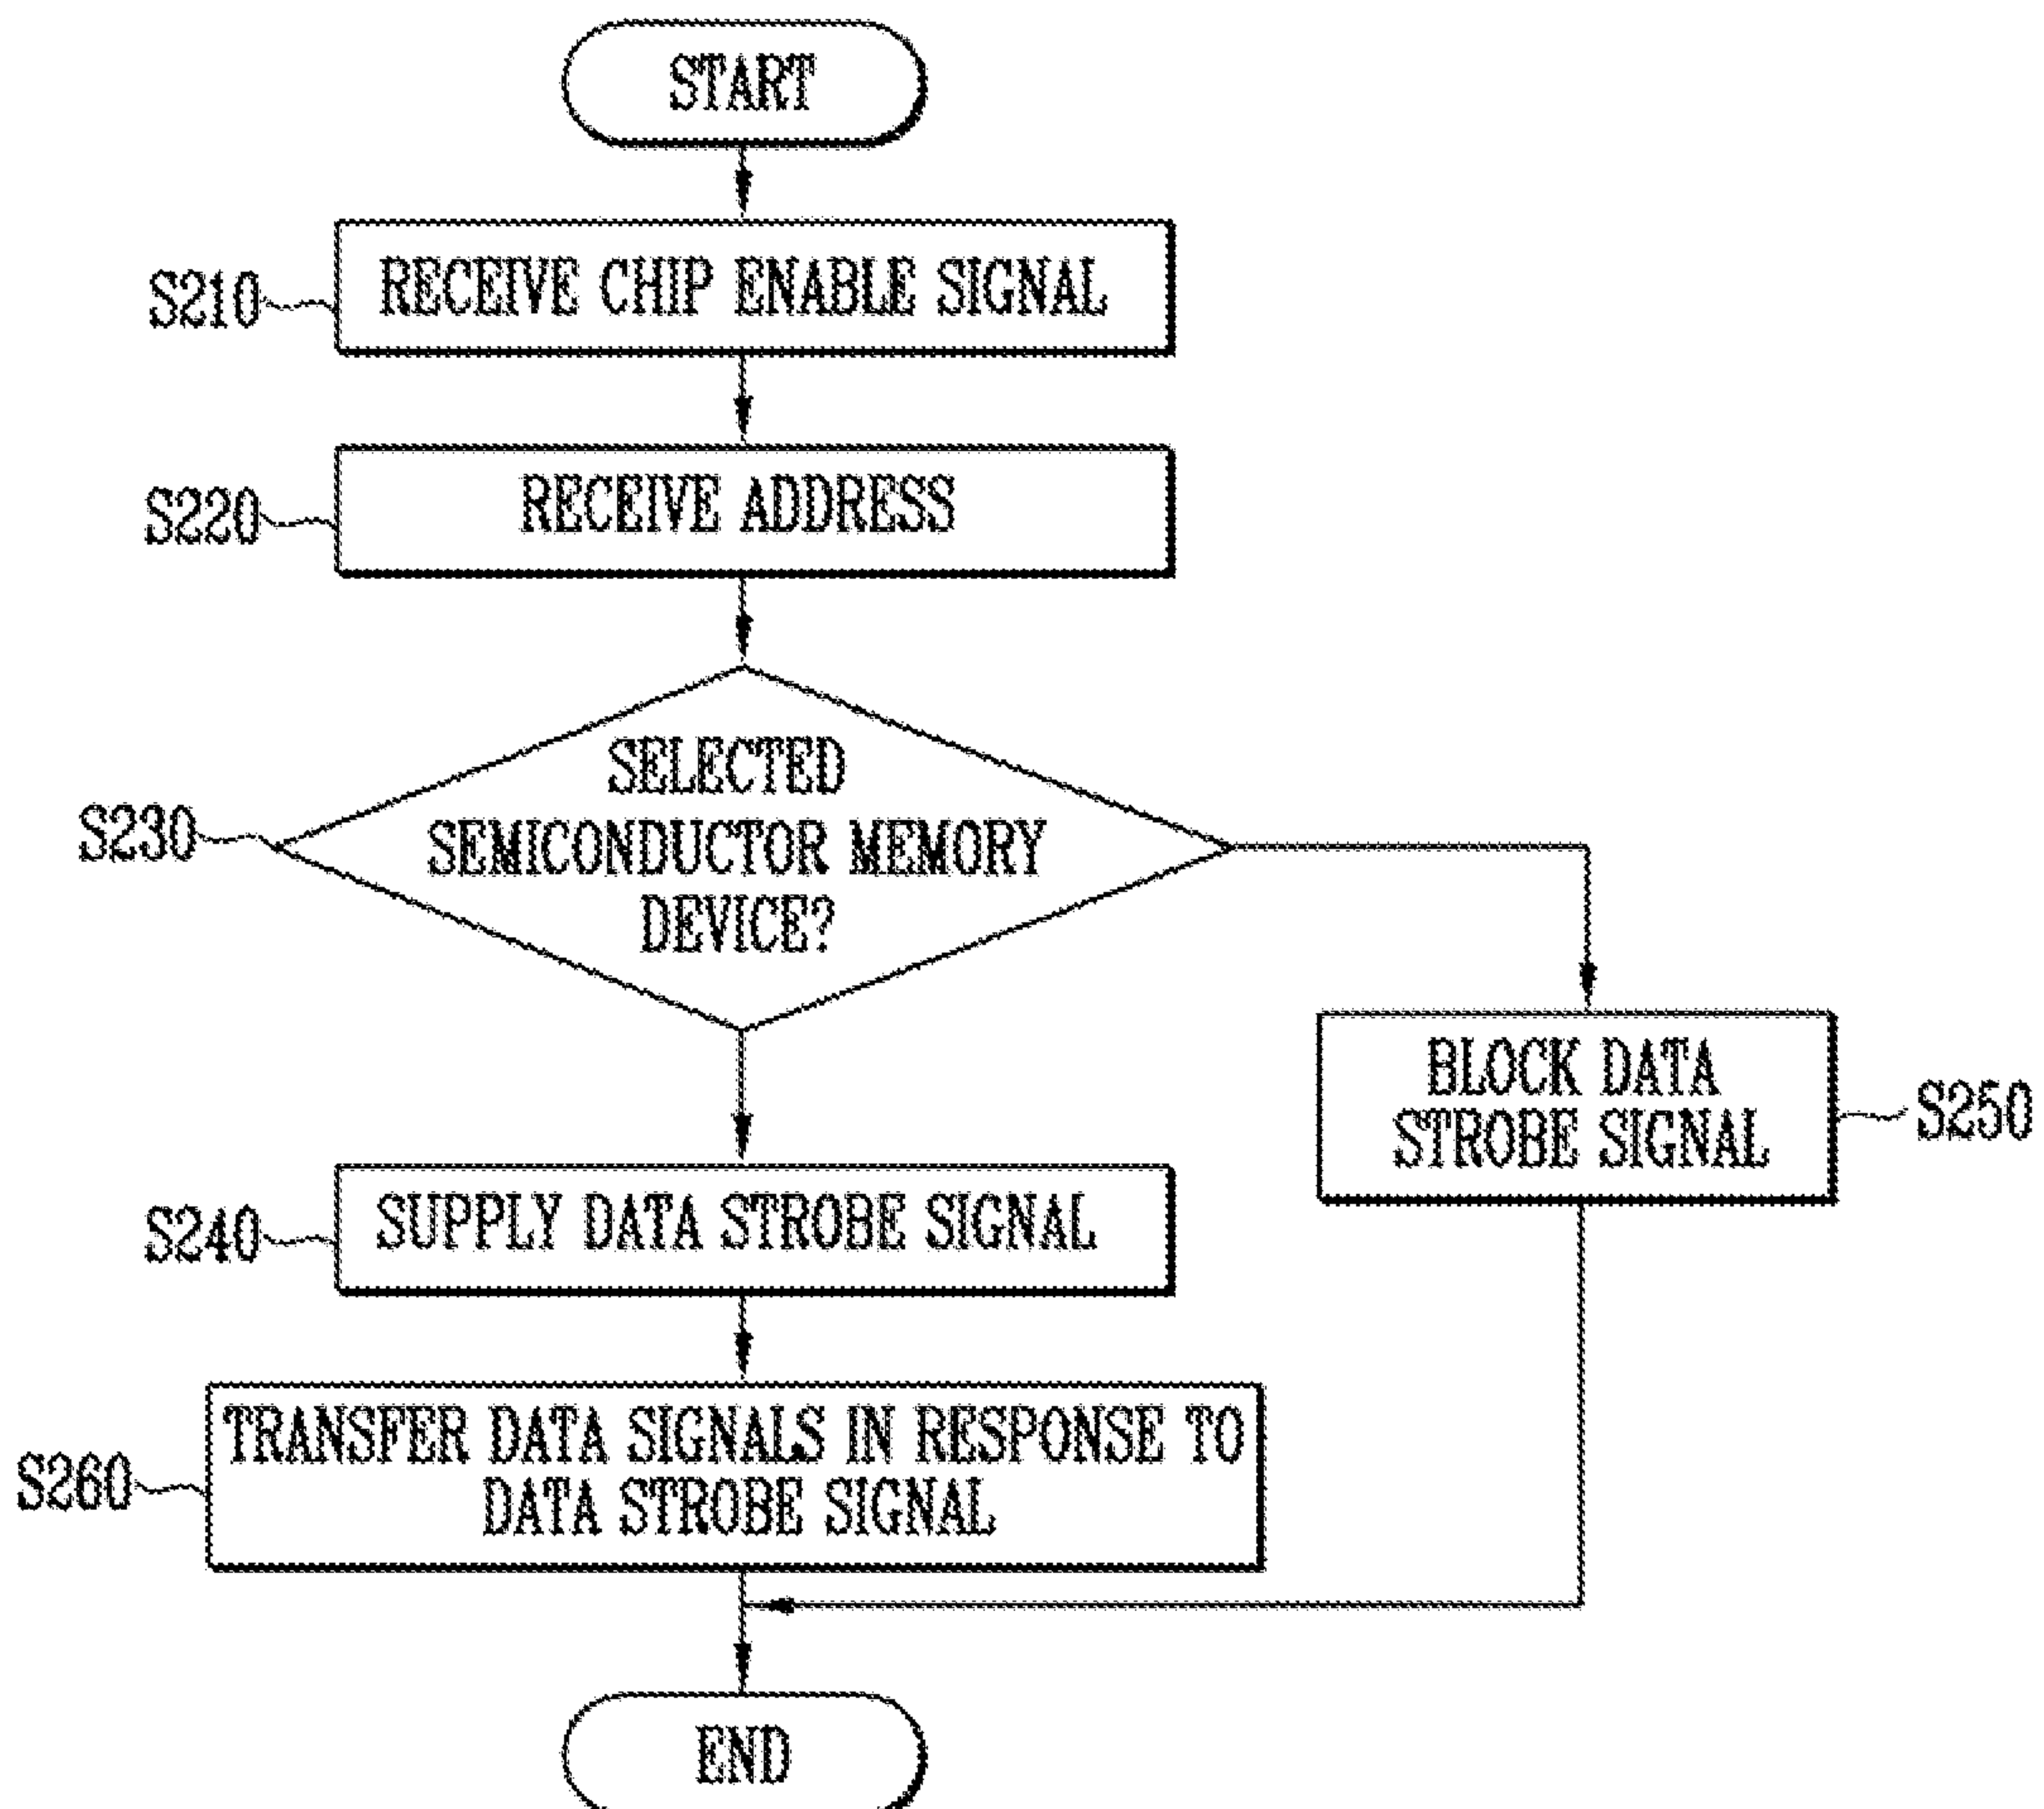 START
S210
RECEIVE CHIP ENABLE SIGNAL
S220
RECEIVE ADDRESS
S230
SELECTED
SEMICONDUCTOR MEMORY
DEVICE?
BLOCK DATA
STROBE SIGNAL
S250
S240
SUPPLY DATA STROBE SIGNAL
S260
TRANSFER DATA SIGNALS IN RESPONSE TO
DATA STROBE SIGNAL
END